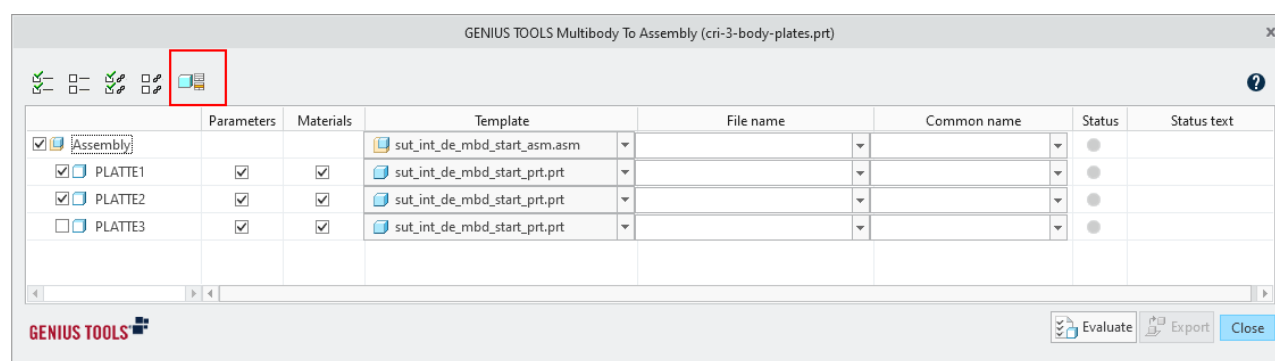 GENIUS TOOLS Multibody To Assembly (cri-3-body-plates.prt)
Parameters Materials Template File name Common name Status Status text
Assembly sut_int_de_mbd_start_asm.asm
PLATTE1 sut_int_de_mbd_start_prt.prt
PLATTE2 sut_int_de_mbd_start_prt.prt
PLATTE3 sut_int_de_mbd_start_prt.prt
GENIUS TOOLS Evaluate Export Close